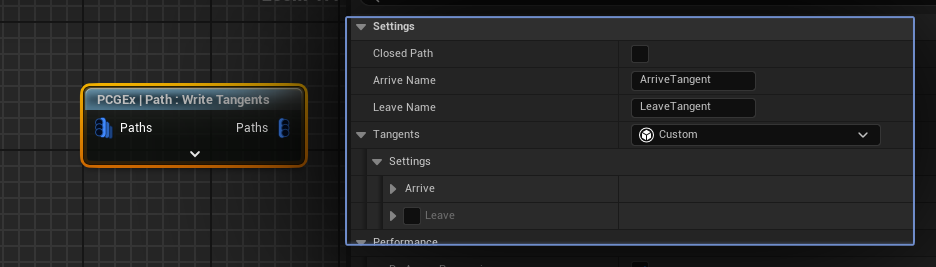 PCGEx | Path : Write Tangents
Paths
Paths
Settings
Closed Path
Arrive Name
ArriveTangent
Leave Name
LeaveTangent
Tangents
Custom
Settings
Arrive
Leave
Performance